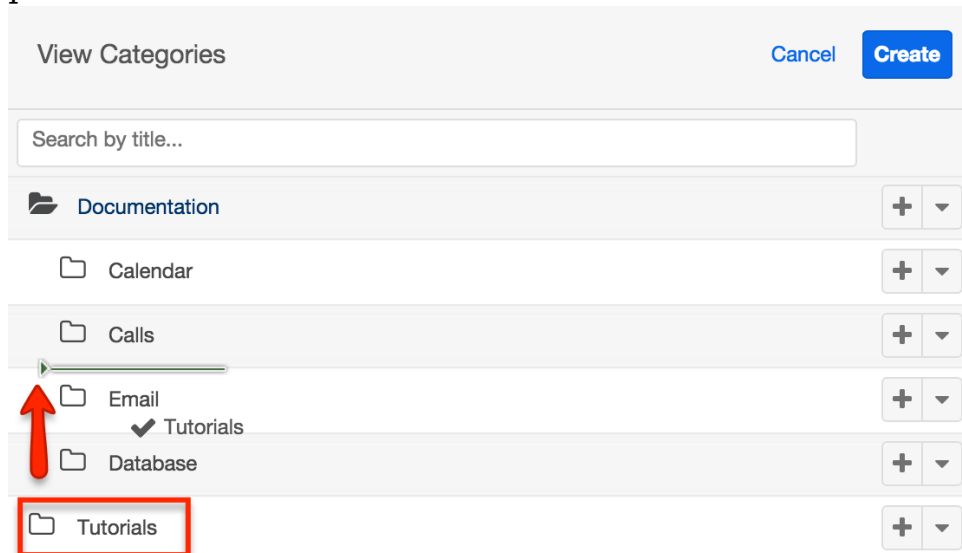 View Categories Cancel Create
Search by title...
Documentation
Calendar
Calls
Email
Tutorials
Database
Tutorials